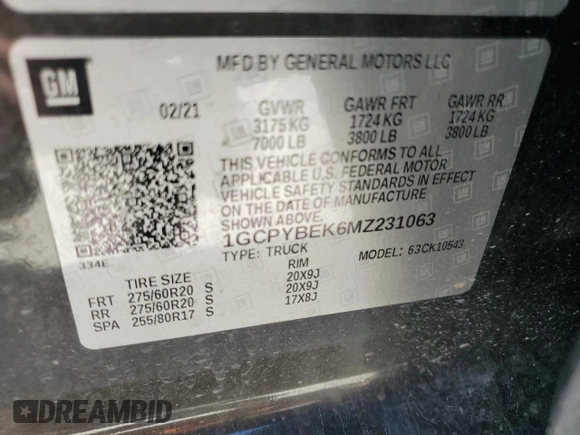 GM
MFD BY GENERAL MOTORS LLC
02/21
GVWR GAWR FRT GAWR RR
3175 KG 1724 KG 1724 KG
7000 LB 3800 LB 3800 LB
THIS VEHICLE CONFORMS TO ALL
APPLICABLE U.S. FEDERAL MOTOR
VEHICLE SAFETY STANDARDS IN EFFECT
ON THE DATE OF MANUFACTURE
SHOWN ABOVE.
1GCPYBEK6MZ231063
TYPE: TRUCK MODEL: 63CK10543
334E
TIRE SIZE RIM
FRT 275/60R20 S 20X9J
RR 275/60R20 S 20X9J
SPA 255/80R17 S 17X8J
DREAMBID